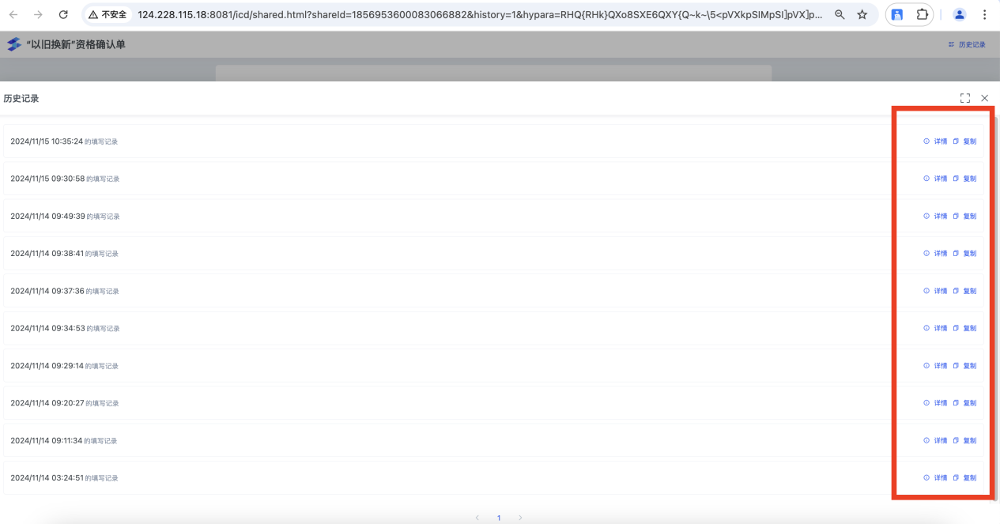 不安全 124.228.115.18:8081/icd/shared.html?shareId=1856953600083066882&history=1&hypara=RHQ{RHk}QXo8SXE6QXY{Q~k~\5<pVXkpSIMpSI]pVX]p...
“以旧换新”资格确认单 历史记录
历史记录
2024/11/15 10:35:24 的填写记录 详情 复制
2024/11/15 09:30:58 的填写记录 详情 复制
2024/11/14 09:49:39 的填写记录 详情 复制
2024/11/14 09:38:41 的填写记录 详情 复制
2024/11/14 09:37:36 的填写记录 详情 复制
2024/11/14 09:34:53 的填写记录 详情 复制
2024/11/14 09:29:14 的填写记录 详情 复制
2024/11/14 09:20:27 的填写记录 详情 复制
2024/11/14 09:11:34 的填写记录 详情 复制
2024/11/14 03:24:51 的填写记录 详情 复制
1